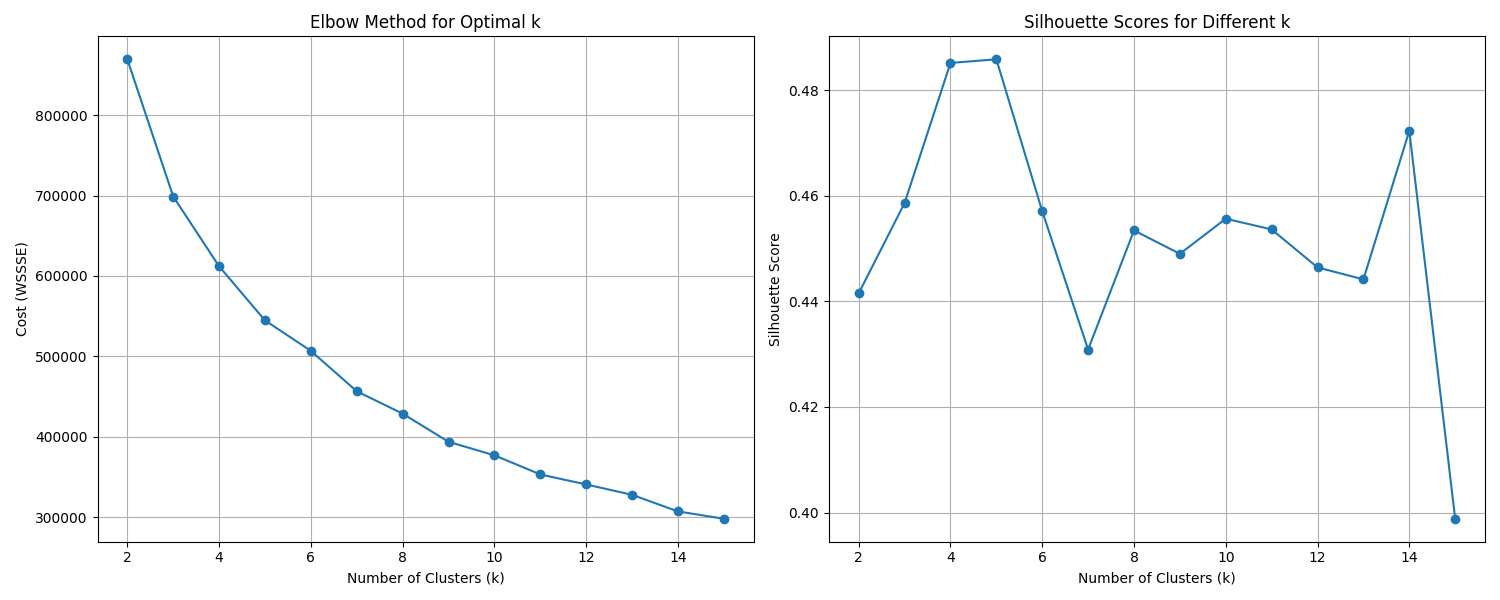 Elbow Method for Optimal k
Cost (WSSSE)
800000
700000
600000
500000
400000
300000
2 4 6 8 10 12 14
Number of Clusters (k)
Silhouette Scores for Different k
Silhouette Score
0.48
0.46
0.44
0.42
0.40
2 4 6 8 10 12 14
Number of Clusters (k)